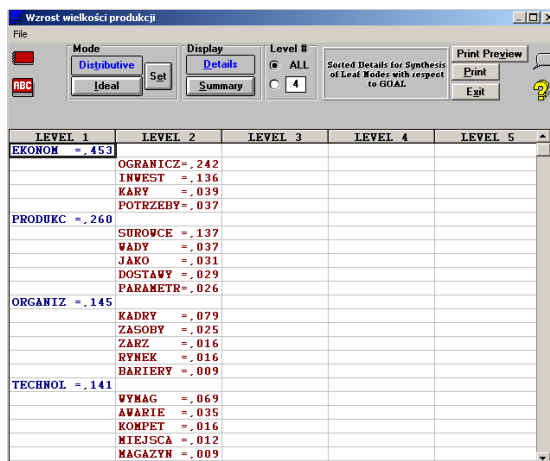 Wzrost wielkości produkcji
File
Mode
Distributive
Ideal
Set
Display
Details
Summary
Level #
ALL
4
Sorted Details for Synthesis
of Leaf Nodes with respect
to GOAL
Print Preview
Print
Exit
ABC
LEVEL 1 LEVEL 2 LEVEL 3 LEVEL 4 LEVEL 5
EKONOM =,453
OGRANICZ=,242
INWEST =,136
KARY =,039
POTRZEBY=,037
PRODUKC =,260
SUROWCE =,137
WADY =,037
JAKO =,031
DOSTAWY =,029
PARAMETR=,026
ORGANIZ =,145
KADRY =,079
ZASOBY =,025
ZARZ =,016
RYNEK =,016
BARIERY =,009
TECHNOL =,141
WYMAG =,069
AWARIE =,035
KOMPET =,016
MIEJSCA =,012
MAGAZYN =,009